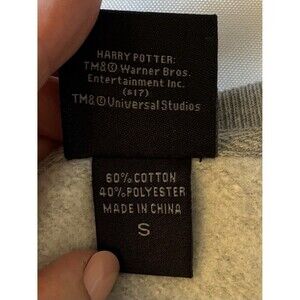 HARRY POTTER:
TM&© Warner Bros.
Entertainment Inc.
(s17)
TM&© Universal Studios
60% COTTON
40% POLYESTER
MADE IN CHINA
S